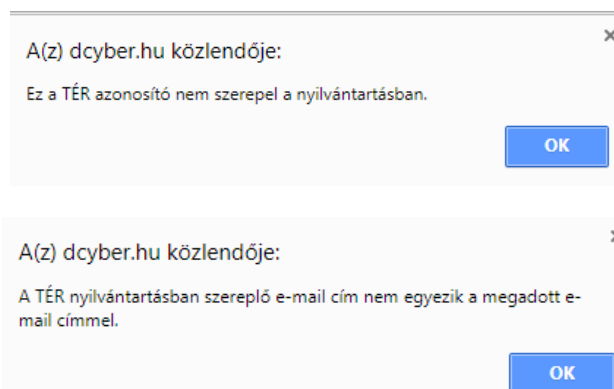 A(z) dcyber.hu közlendője:
Ez a TÉR azonosító nem szerepel a nyilvántartásban.
OK
A(z) dcyber.hu közlendője:
A TÉR nyilvántartásban szereplő e-mail cím nem egyezik a megadott e-
mail címmel.
OK